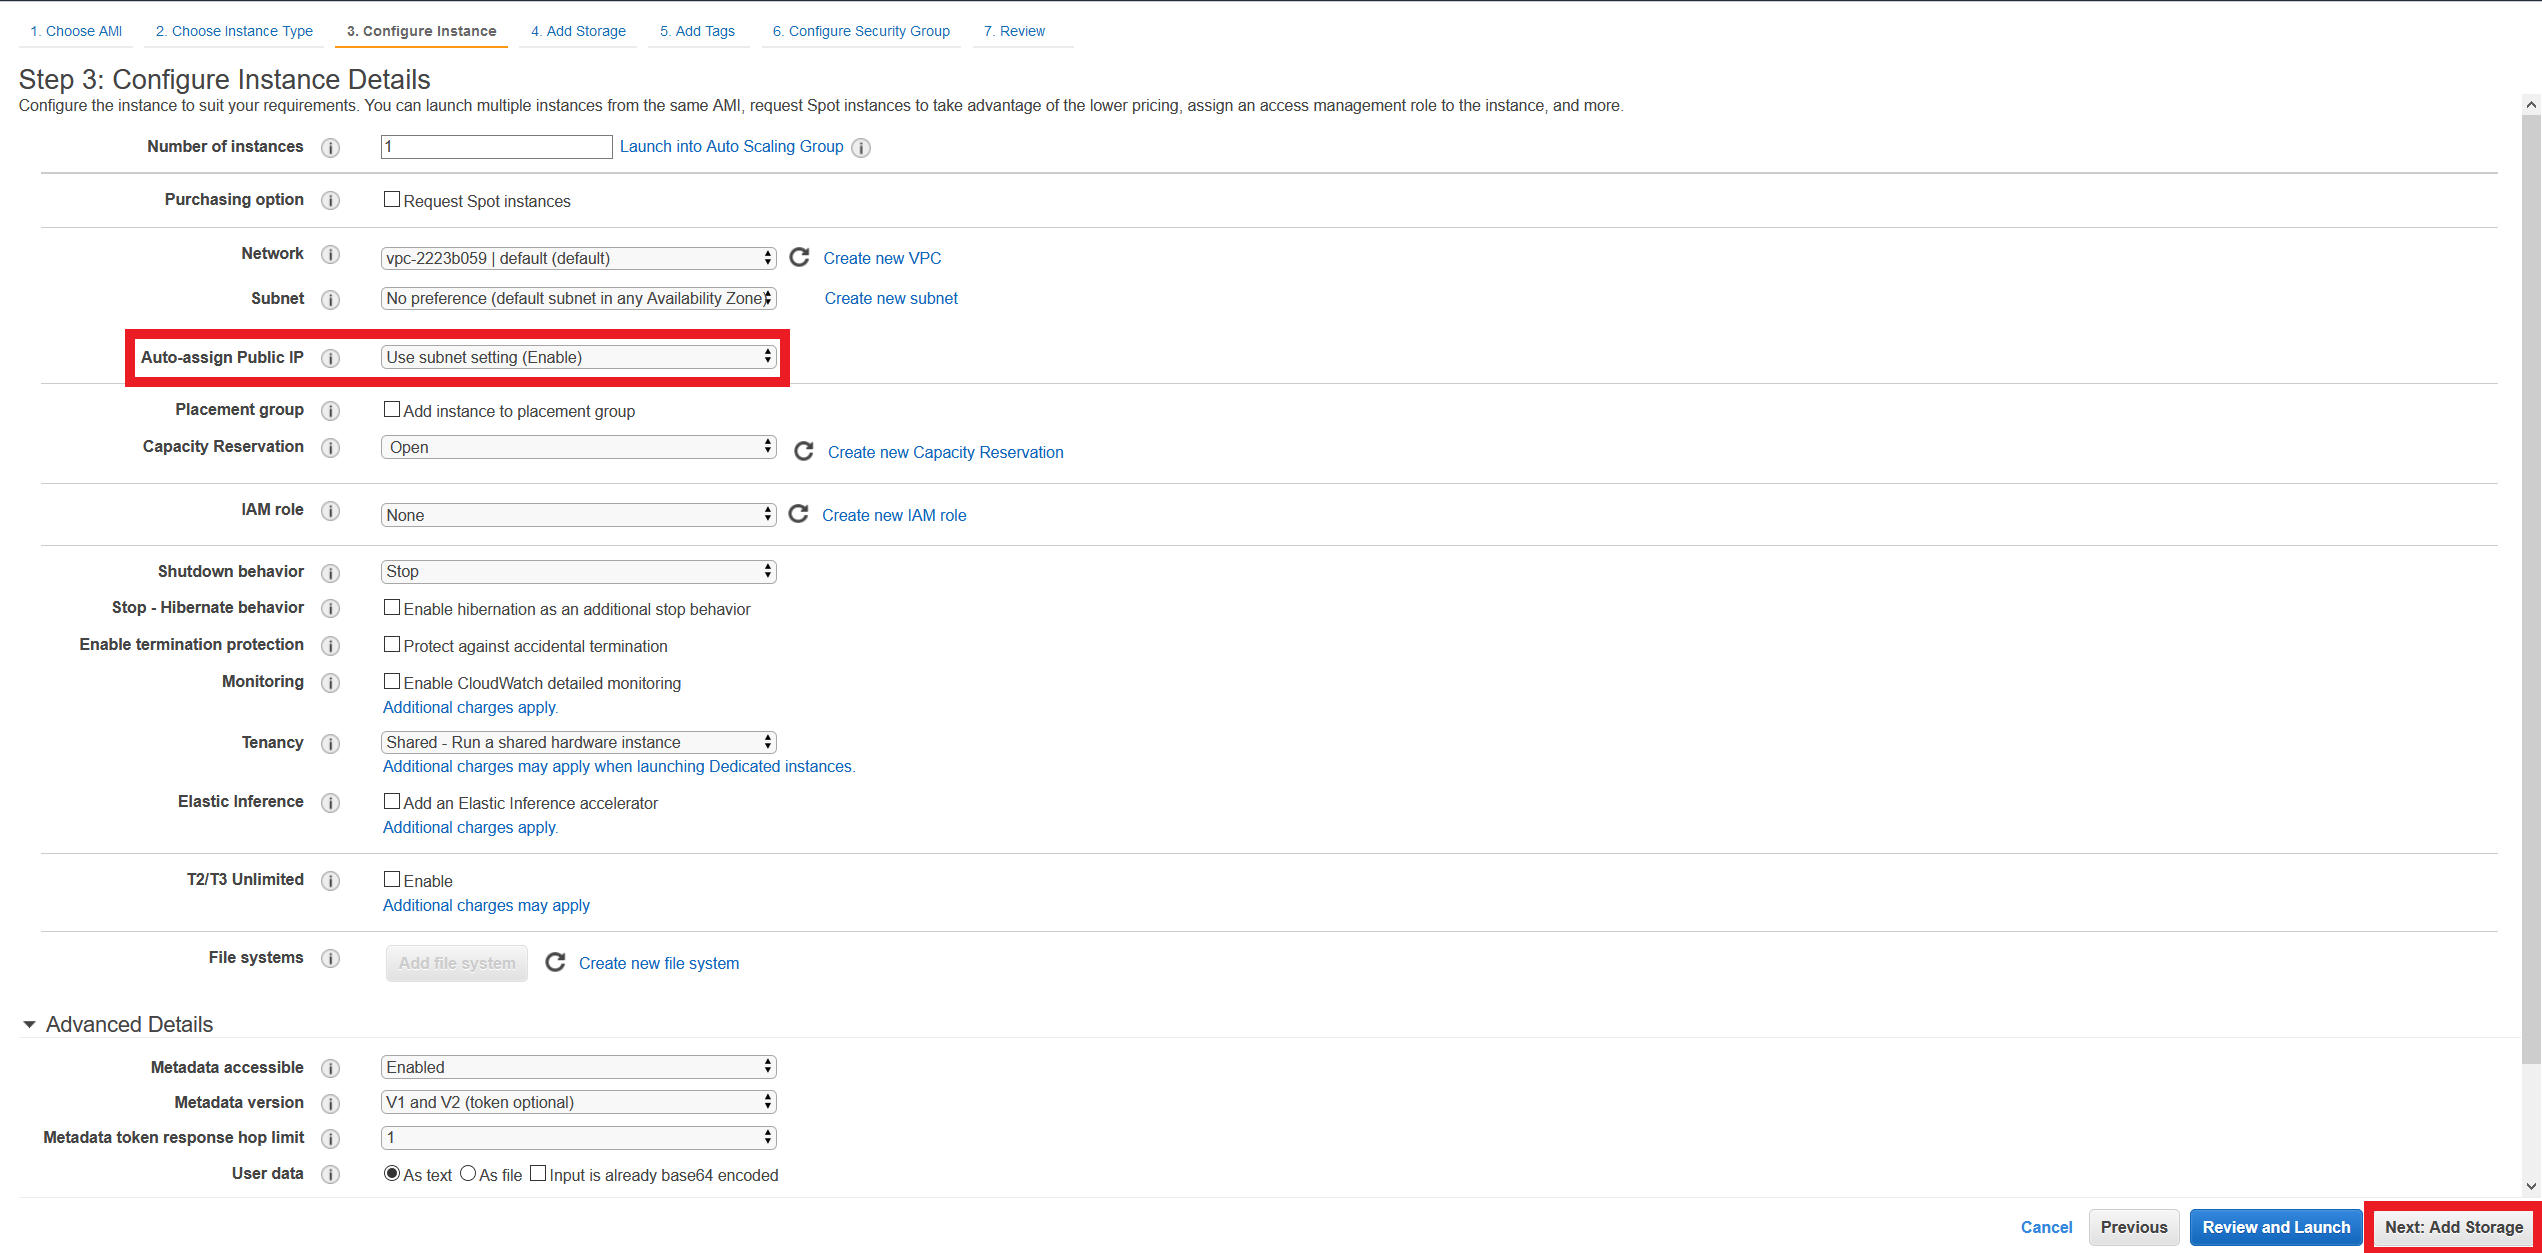 1. Choose AMI 2. Choose Instance Type 3. Configure Instance 4. Add Storage 5. Add Tags 6. Configure Security Group 7. Review
Step 3: Configure Instance Details
Configure the instance to suit your requirements. You can launch multiple instances from the same AMI, request Spot instances to take advantage of the lower pricing, assign an access management role to the instance, and more.
Number of instances i 1 Launch into Auto Scaling Group i
Purchasing option i Request Spot instances
Network i vpc-2223b059 | default (default) Create new VPC
Subnet i No preference (default subnet in any Availability Zone) Create new subnet
Auto-assign Public IP i Use subnet setting (Enable)
Placement group i Add instance to placement group
Capacity Reservation i Open Create new Capacity Reservation
IAM role i None Create new IAM role
Shutdown behavior i Stop
Stop - Hibernate behavior i Enable hibernation as an additional stop behavior
Enable termination protection i Protect against accidental termination
Monitoring i Enable CloudWatch detailed monitoring
Additional charges apply.
Tenancy i Shared - Run a shared hardware instance
Additional charges may apply when launching Dedicated instances.
Elastic Inference i Add an Elastic Inference accelerator
Additional charges apply.
T2/T3 Unlimited i Enable
Additional charges may apply
File systems i Add file system Create new file system
Advanced Details
Metadata accessible i Enabled
Metadata version i V1 and V2 (token optional)
Metadata token response hop limit i 1
User data i As text As file Input is already base64 encoded
Cancel Previous Review and Launch Next: Add Storage